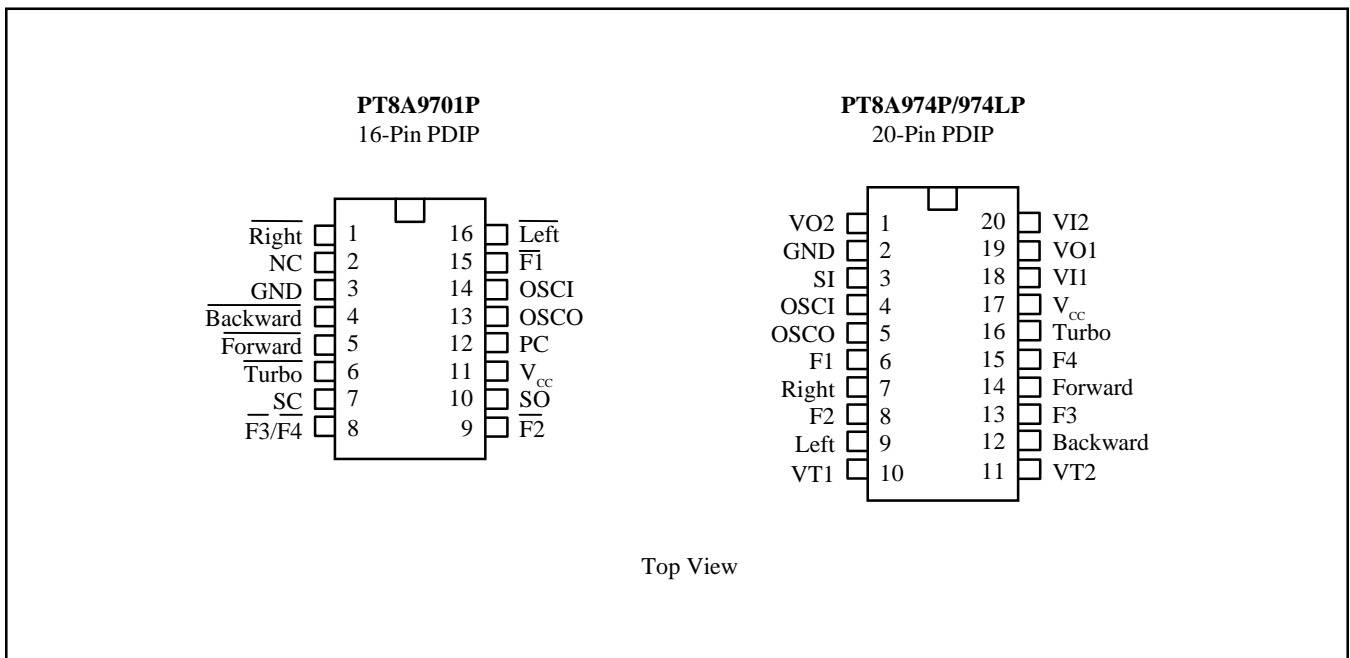 PT8A9701P
16-Pin PDIP
Right 1 16 Left
NC 2 15 F1
GND 3 14 OSCI
Backward 4 13 OSCO
Forward 5 12 PC
Turbo 6 11 VCC
SC 7 10 SO
F3/F4 8 9 F2
PT8A974P/974LP
20-Pin PDIP
VO2 1 20 VI2
GND 2 19 VO1
SI 3 18 VI1
OSCI 4 17 VCC
OSCO 5 16 Turbo
F1 6 15 F4
Right 7 14 Forward
F2 8 13 F3
Left 9 12 Backward
VT1 10 11 VT2
Top View